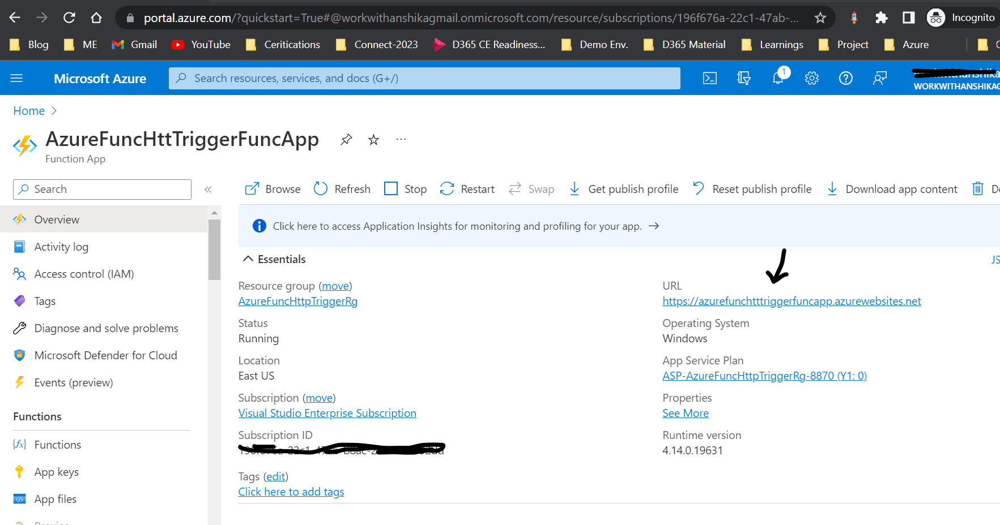 portal.azure.com/?quickstart=True#@workwithanshikagmail.onmicrosoft.com/resource/subscriptions/196f676a-22c1-47ab-...
Incognito
Blog ME Gmail YouTube Ceritications Connect-2023 D365 CE Readiness... Demo Env. D365 Material Learnings Project Azure
Microsoft Azure
Search resources, services, and docs (G+/)
1
WORKWITHANSHIKAG
Home
AzureFuncHttTriggerFuncApp
Function App
Search
«
Browse Refresh Stop Restart Swap Get publish profile Reset publish profile Download app content
Overview
Activity log
Access control (IAM)
Tags
Diagnose and solve problems
Microsoft Defender for Cloud
Events (preview)
Functions
Functions
App keys
App files
Click here to access Application Insights for monitoring and profiling for your app. →
Essentials
JS
Resource group (move)
AzureFuncHttpTriggerRg
Status
Running
Location
East US
Subscription (move)
Visual Studio Enterprise Subscription
Subscription ID
Tags (edit)
Click here to add tags
URL
https://azurefunchtttriggerfuncapp.azurewebsites.net
Operating System
Windows
App Service Plan
ASP-AzureFuncHttpTriggerRg-8870 (Y1: 0)
Properties
See More
Runtime version
4.14.0.19631